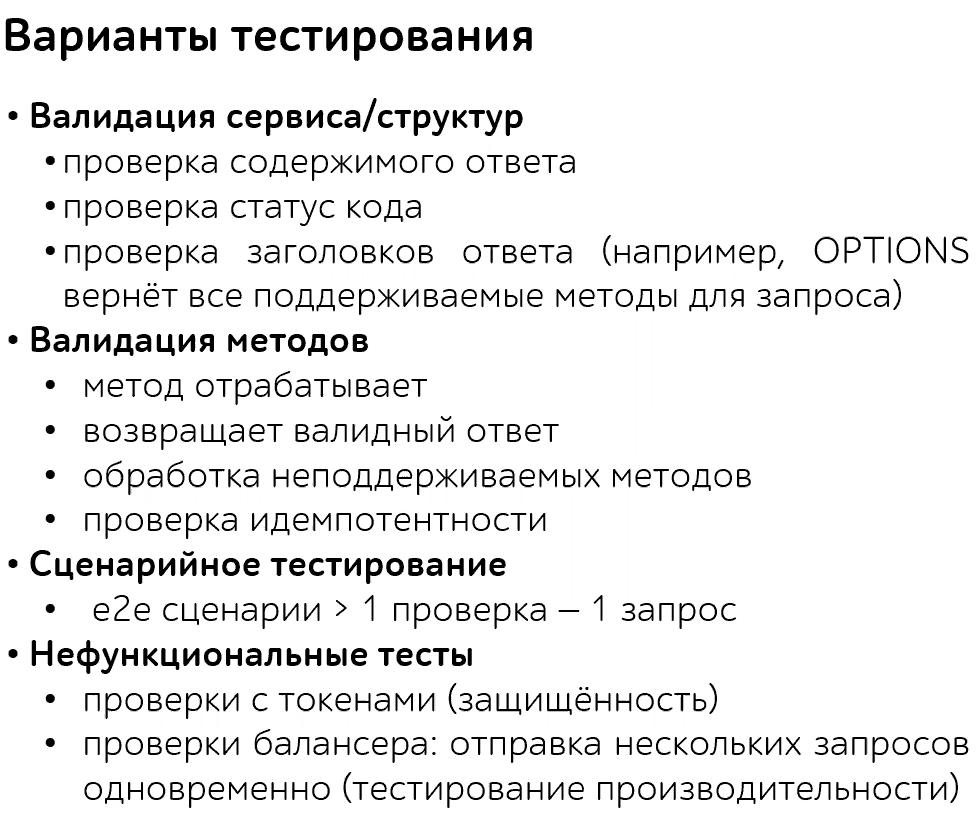 Варианты тестирования
• Валидация сервиса/структур
• проверка содержимого ответа
• проверка статус кода
• проверка заголовков ответа (например, OPTIONS
вернёт все поддерживаемые методы для запроса)
• Валидация методов
• метод отрабатывает
• возвращает валидный ответ
• обработка неподдерживаемых методов
• проверка идемпотентности
• Сценарийное тестирование
• e2e сценарии > 1 проверка – 1 запрос
• Нефункциональные тесты
• проверки с токенами (защищённость)
• проверки балансера: отправка нескольких запросов
одновременно (тестирование производительности)